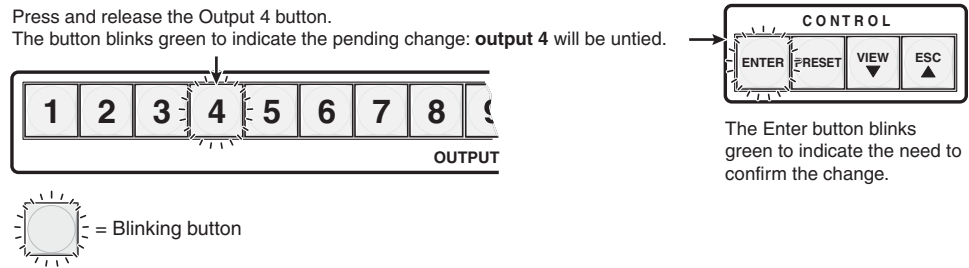 Press and release the Output 4 button.
The button blinks green to indicate the pending change: output 4 will be untied.
1 2 3 4 5 6 7 8
OUTPUT
= Blinking button
CONTROL
ENTER PRESET VIEW ESC
The Enter button blinks
green to indicate the need to
confirm the change.